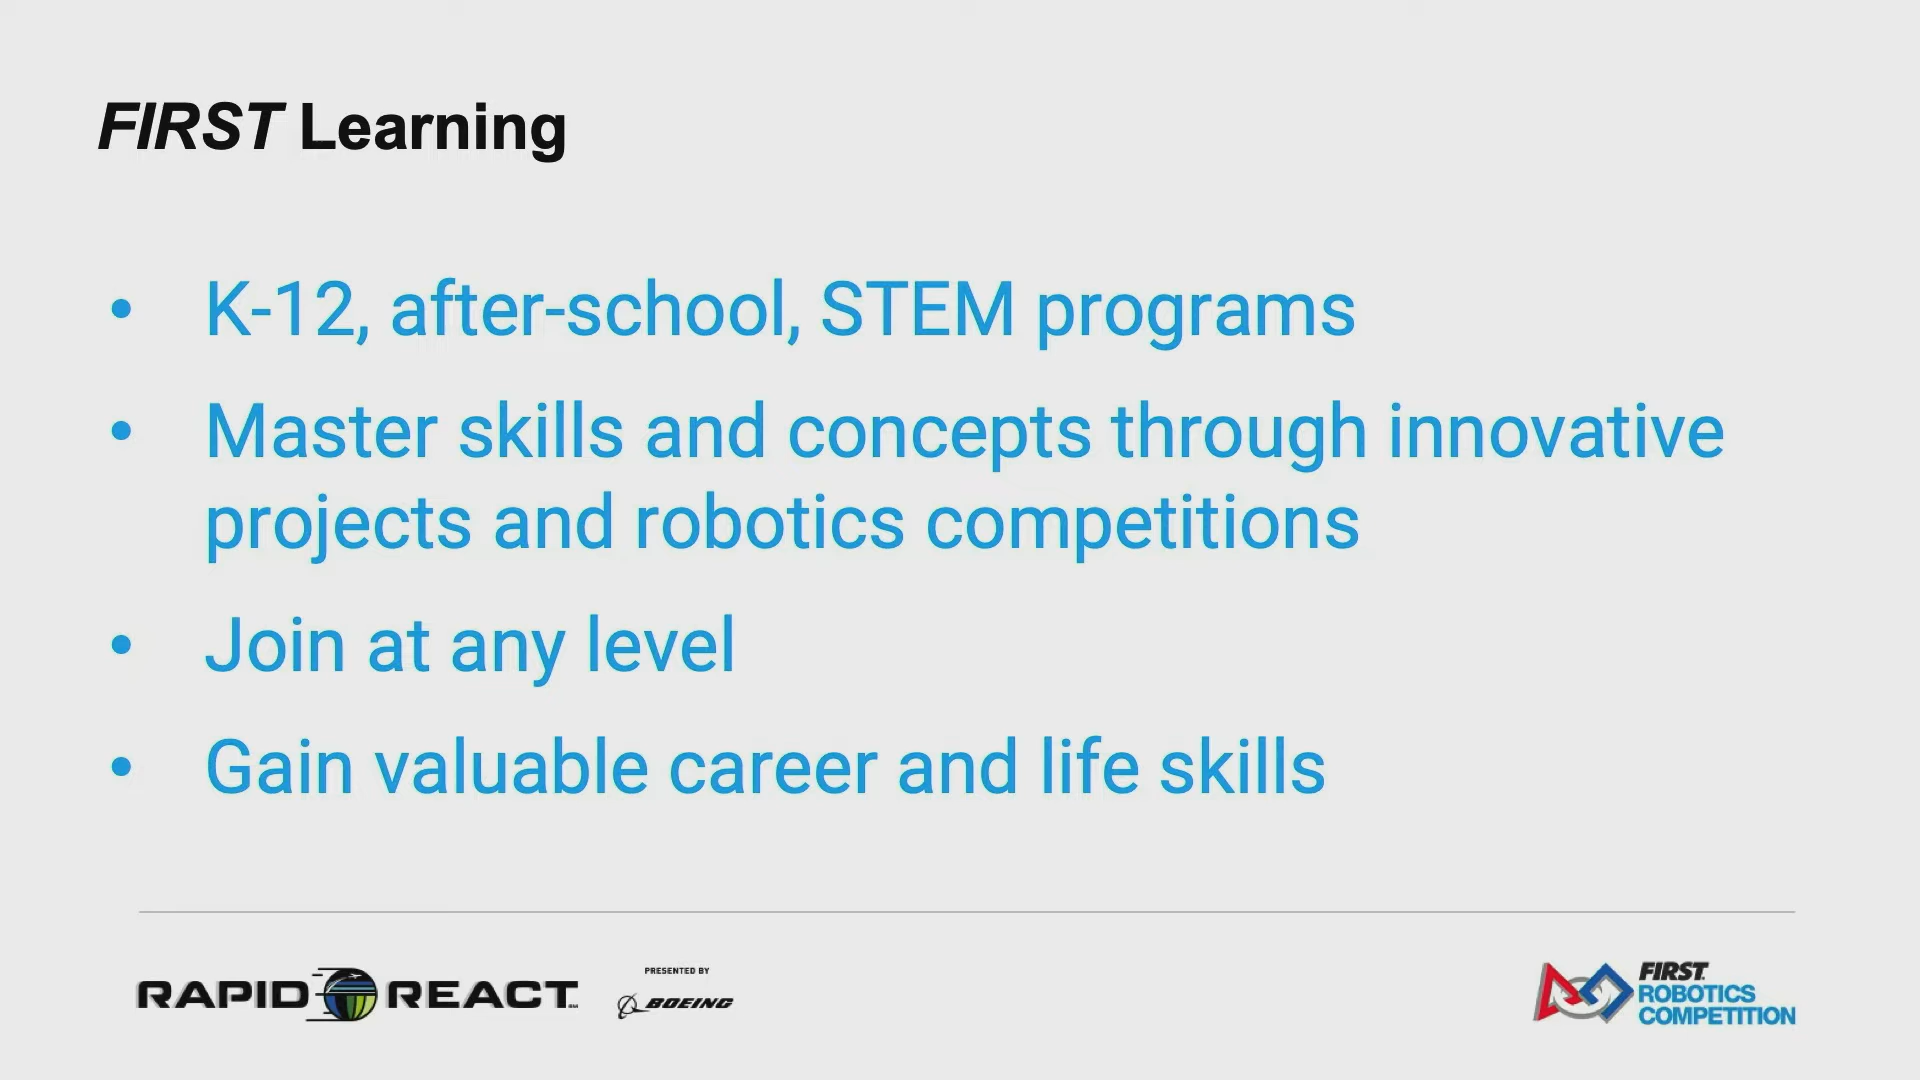 FIRST Learning
• K-12, after-school, STEM programs
• Master skills and concepts through innovative
projects and robotics competitions
• Join at any level
• Gain valuable career and life skills
RAPID REACT
PRESENTED BY
BOEING
FIRST
ROBOTICS
COMPETITION